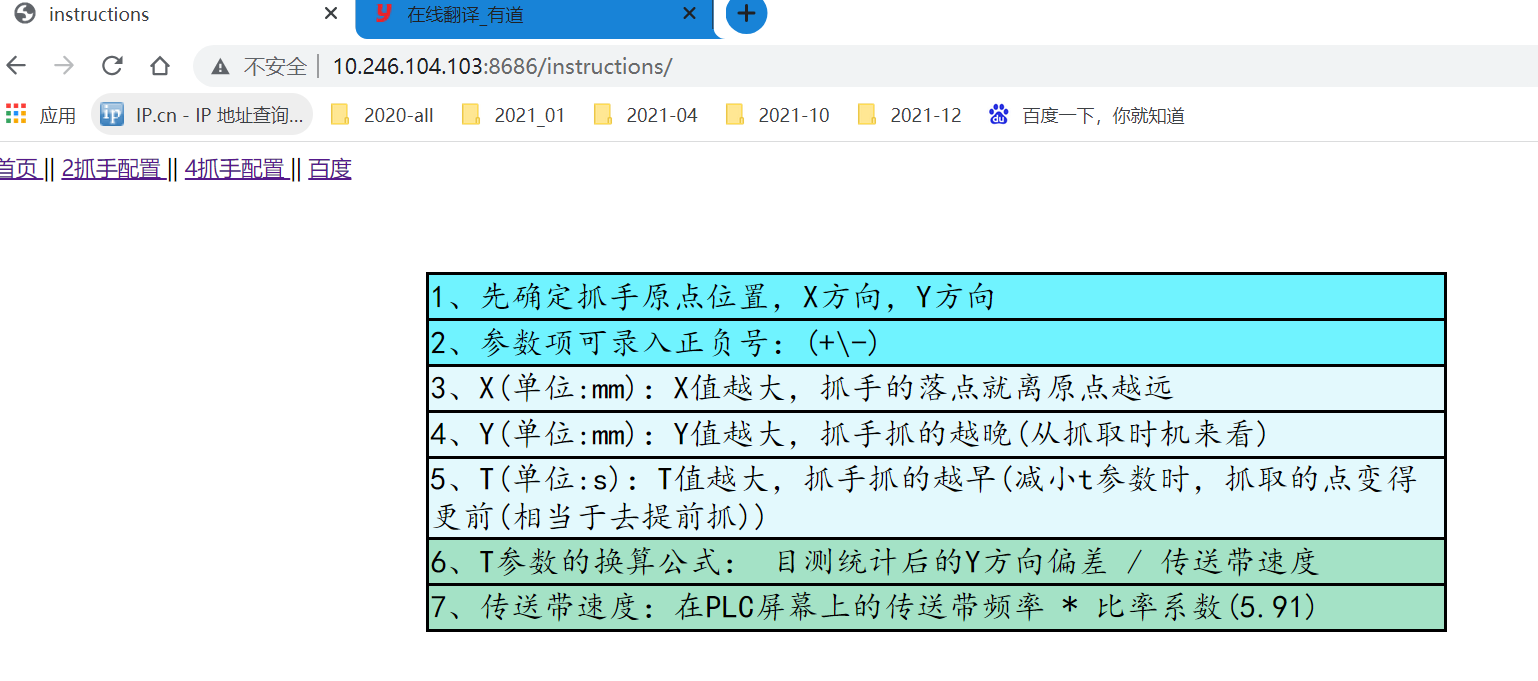 instructions
在线翻译_有道
不安全 10.246.104.103:8686/instructions/
应用 IP.cn - IP 地址查询... 2020-all 2021_01 2021-04 2021-10 2021-12 百度一下，你就知道
首页 || 2抓手配置 || 4抓手配置 || 百度
1、先确定抓手原点位置，X方向，Y方向
2、参数项可录入正负号：(+\-)
3、X(单位:mm)：X值越大，抓手的落点就离原点越远
4、Y(单位:mm)：Y值越大，抓手抓的越晚(从抓取时机来看)
5、T(单位:s)：T值越大，抓手抓的越早(减小t参数时，抓取的点变得
更前(相当于去提前抓))
6、T参数的换算公式： 目测统计后的Y方向偏差 / 传送带速度
7、传送带速度：在PLC屏幕上的传送带频率 * 比率系数(5.91)